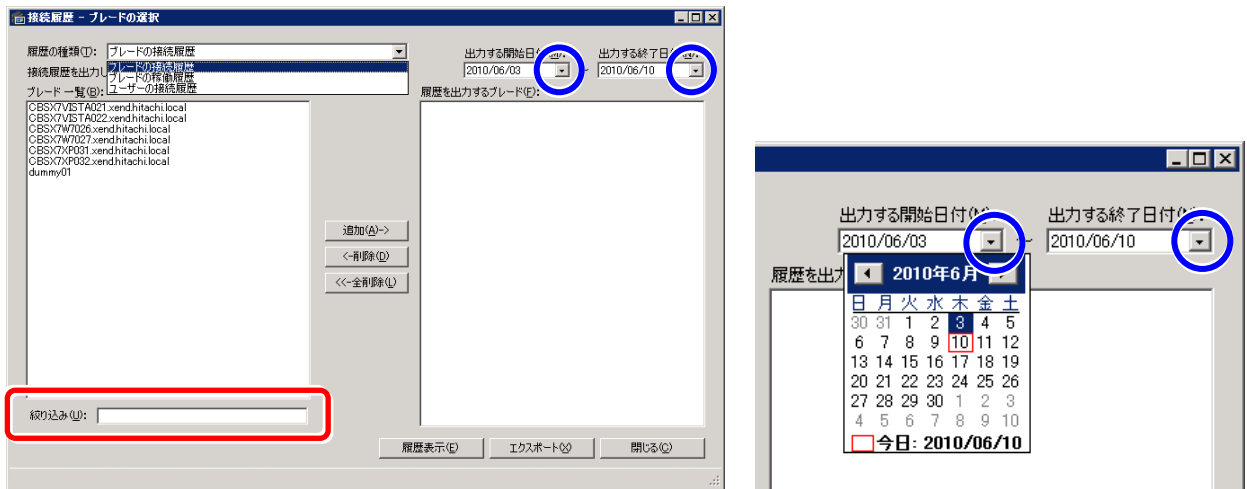 接続履歴 - ブレードの選択
履歴の種類(T): ブレードの接続履歴
ブレードの接続履歴
ブレードの稼働履歴
ユーザーの接続履歴
接続履歴を出力し
出力する開始日付
出力する終了日付
2010/06/03 ~ 2010/06/10
ブレード一覧(B):
履歴を出力するブレード(F):
CBSX7VISTA021.xend.hitachi.local
CBSX7VISTA022.xend.hitachi.local
CBSX7W7026.xend.hitachi.local
CBSX7W7027.xend.hitachi.local
CBSX7XP031.xend.hitachi.local
CBSX7XP032.xend.hitachi.local
dummy01
追加(A)->
<-削除(D)
<<-全削除(L)
絞り込み(U):
履歴表示(E)
エクスポート(X)
閉じる(C)
出力する開始日付(M):
出力する終了日付
2010/06/03 ~ 2010/06/10
履歴を出力
2010年6月
日 月 火 水 木 金 土
30 31 1 2 3 4 5
6 7 8 9 10 11 12
13 14 15 16 17 18 19
20 21 22 23 24 25 26
27 28 29 30 1 2 3
4 5 6 7 8 9 10
今日: 2010/06/10